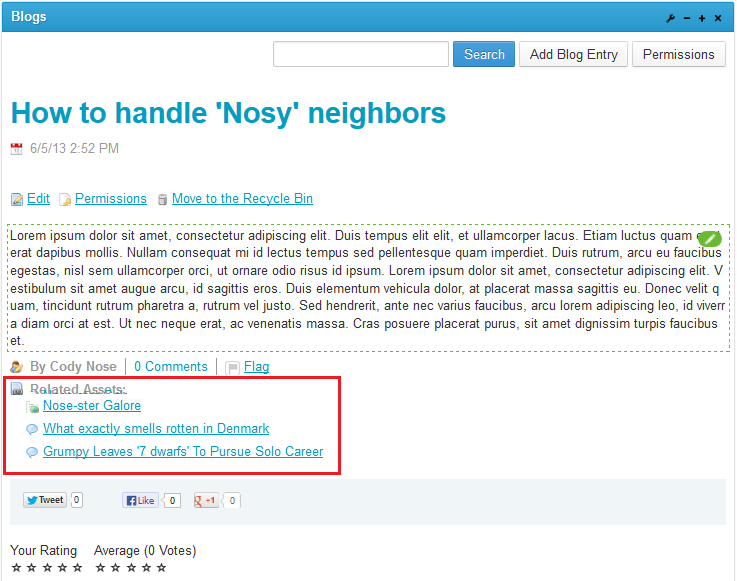 Blogs
Search Add Blog Entry Permissions
How to handle 'Nosy' neighbors
6/5/13 2:52 PM
Edit Permissions Move to the Recycle Bin
Lorem ipsum dolor sit amet, consectetur adipiscing elit. Duis tempus elit elit, et ullamcorper lacus. Etiam luctus quam
erat dapibus mollis. Nullam consequat mi id lectus tempus sed pellentesque quam imperdiet. Duis rutrum, arcu eu faucibus
egestas, nisl sem ullamcorper orci, ut ornare odio risus id ipsum. Lorem ipsum dolor sit amet, consectetur adipiscing elit. V
estibulum sit amet augue arcu, id sagittis eros. Duis elementum vehicula dolor, at placerat massa sagittis eu. Donec velit q
uam, tincidunt rutrum pharetra a, rutrum vel justo. Sed hendrerit, ante nec varius faucibus, arcu lorem adipiscing leo, id viverr
a diam orci at est. Ut nec neque erat, ac venenatis massa. Cras posuere placerat purus, sit amet dignissim turpis faucibus
et.
By Cody Nose 0 Comments Flag
Related Assets:
Nose-ster Galore
What exactly smells rotten in Denmark
Grumpy Leaves '7 dwarfs' To Pursue Solo Career
Tweet 0 Like 0 +1 0
Your Rating Average (0 Votes)